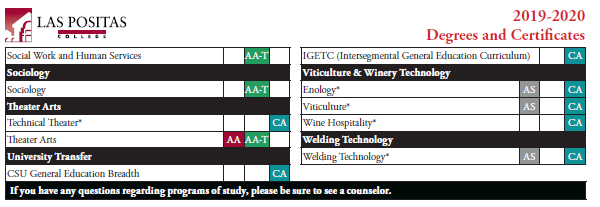 LAS POSITAS
COLLEGE
2019-2020
Degrees and Certificates
Social Work and Human Services AA-T
Sociology
Sociology AA-T
Theater Arts
Technical Theater* CA
Theater Arts AA AA-T
University Transfer
CSU General Education Breadth CA
IGETC (Intersegmental General Education Curriculum) CA
Viticulture & Winery Technology
Enology* AS CA
Viticulture* AS CA
Wine Hospitality* CA
Welding Technology
Welding Technology* AS CA
If you have any questions regarding programs of study, please be sure to see a counselor.